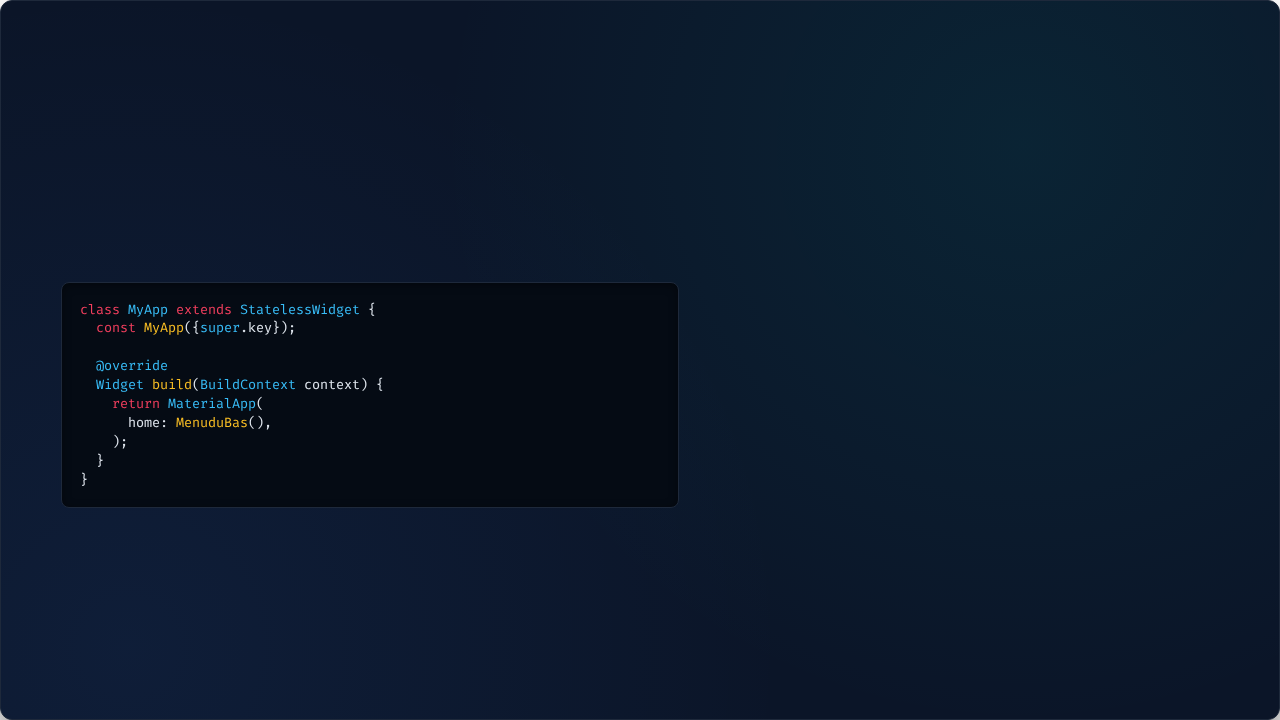 class MyApp extends StatelessWidget {
  const MyApp({super.key});

  @override
  Widget build(BuildContext context) {
    return MaterialApp(
      home: MenuduBas(),
    );
  }
}